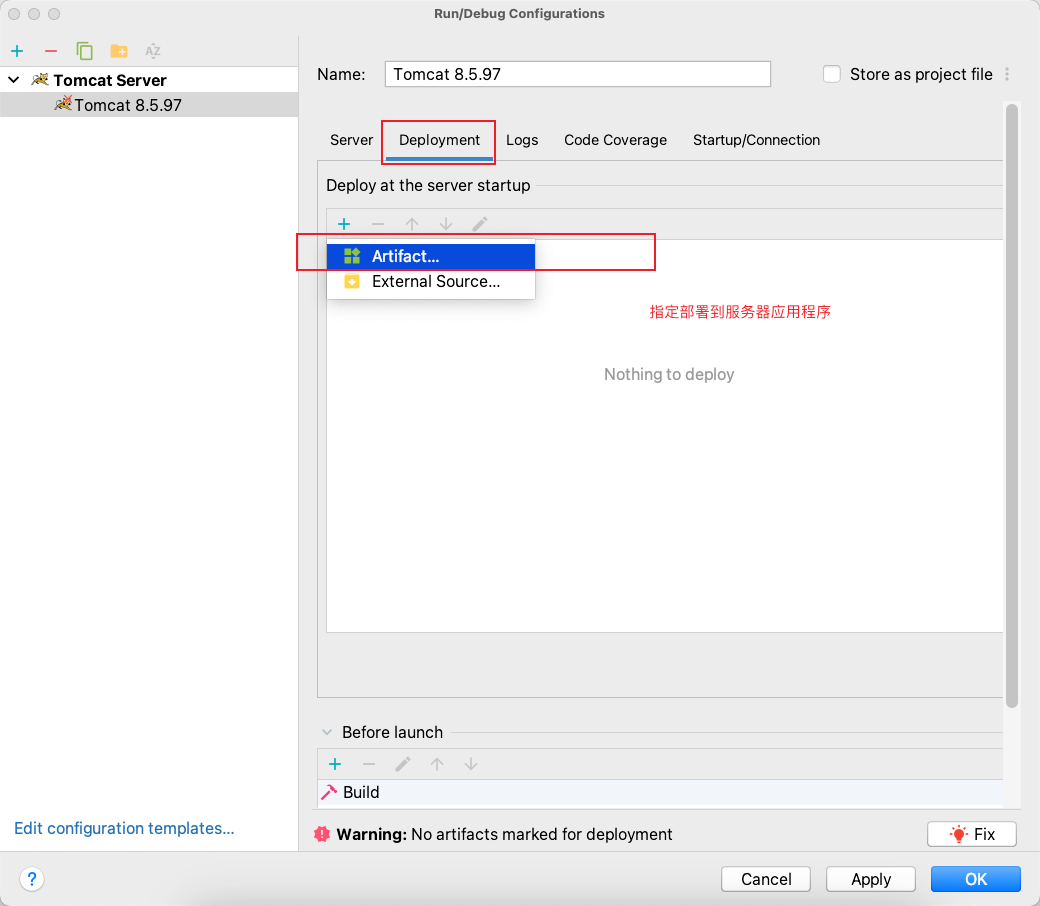 Run/Debug Configurations
AZ
Tomcat Server
Tomcat 8.5.97
Name:
Tomcat 8.5.97
Store as project file
Server
Deployment
Logs
Code Coverage
Startup/Connection
Deploy at the server startup
Artifact...
External Source...
指定部署到服务器应用程序
Nothing to deploy
Before launch
Build
Edit configuration templates...
Warning: No artifacts marked for deployment
Fix
?
Cancel
Apply
OK